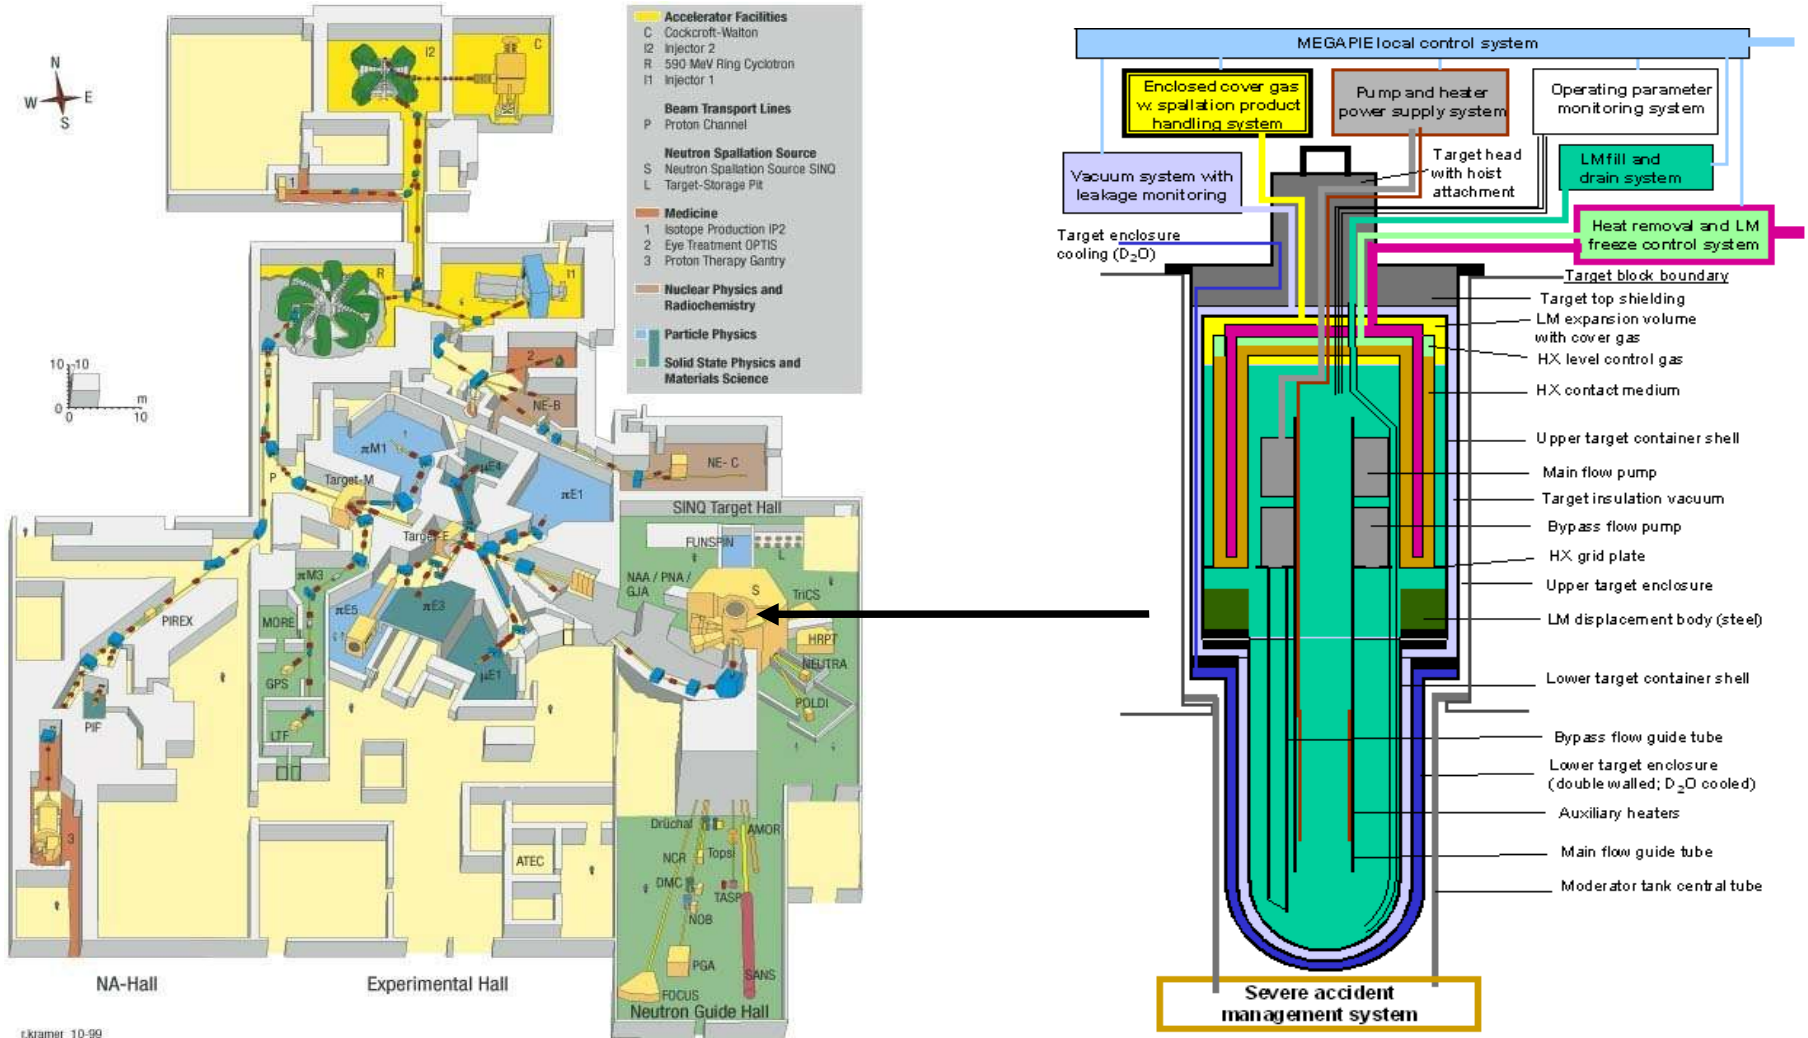 N
W
E
S
10
10
0
0
10
m
I2
C
1
R
I1
2
NE-B
πM1
μE4
NE- C
Target-M
πE1
P
Target-E
SINQ Target Hall
FUNSPIN
L
πM3
NAA / PNA /
GJA
S
TriCS
PIREX
πE5
πE3
MORE
HRPT
NEUTRA
GPS
μE1
POLDI
PIF
LTF
3
ATEC
Drüchal
AMOR
NCR
Topsi
DMC
TASP
NOB
PGA
SANS
FOCUS
Neutron Guide Hall
NA-Hall
Experimental Hall
r.kramer 10-99
Accelerator Facilities
C Cockcroft-Walton
I2 Injector 2
R 590 MeV Ring Cyclotron
I1 Injector 1
Beam Transport Lines
P Proton Channel
Neutron Spallation Source
S Neutron Spallation Source SINQ
L Target-Storage Pit
Medicine
1 Isotope Production IP2
2 Eye Treatment OPTIS
3 Proton Therapy Gantry
Nuclear Physics and
Radiochemistry
Particle Physics
Solid State Physics and
Materials Science
MEGAPIE local control system
Enclosed cover gas
w. spallation product
handling system
Pump and heater
power supply system
Operating parameter
monitoring system
Vacuum system with
leakage monitoring
Target head
with hoist
attachment
LM fill and
drain system
Target enclosure
cooling (D2O)
Heat removal and LM
freeze control system
Target block boundary
Target top shielding
LM expansion volume
with cover gas
HX level control gas
HX contact medium
Upper target container shell
Main flow pump
Target insulation vacuum
Bypass flow pump
HX grid plate
Upper target enclosure
LM displacement body (steel)
Lower target container shell
Bypass flow guide tube
Lower target enclosure
(double walled; D2O cooled)
Auxiliary heaters
Main flow guide tube
Moderator tank central tube
Severe accident
management system